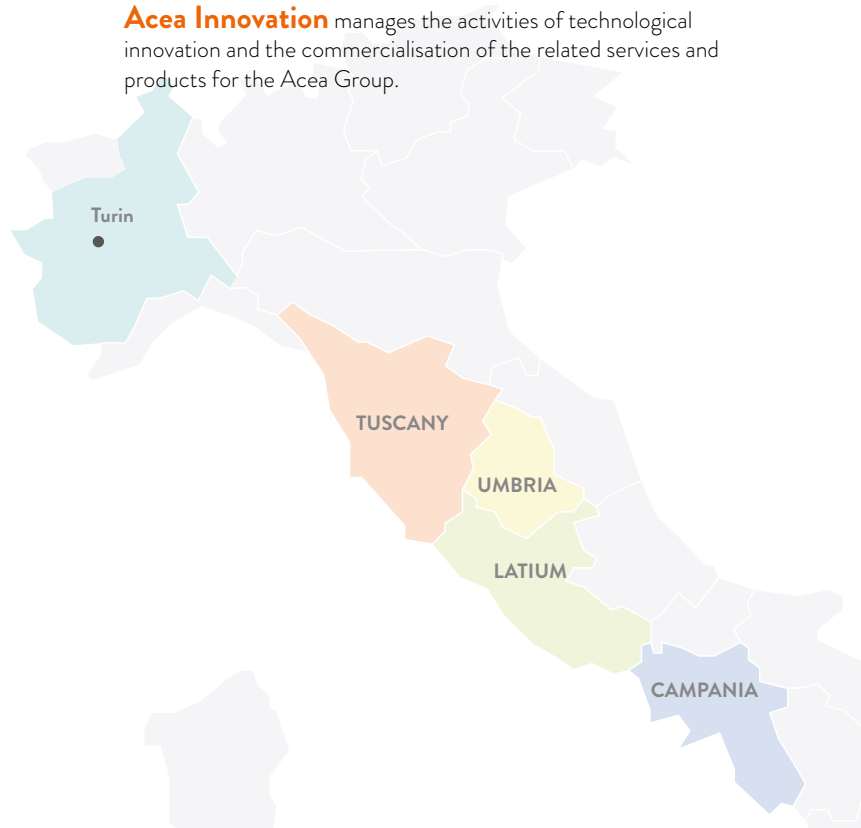 Acea Innovation manages the activities of technological
innovation and the commercialisation of the related services and
products for the Acea Group.
Turin
TUSCANY
UMBRIA
LATIUM
CAMPANIA